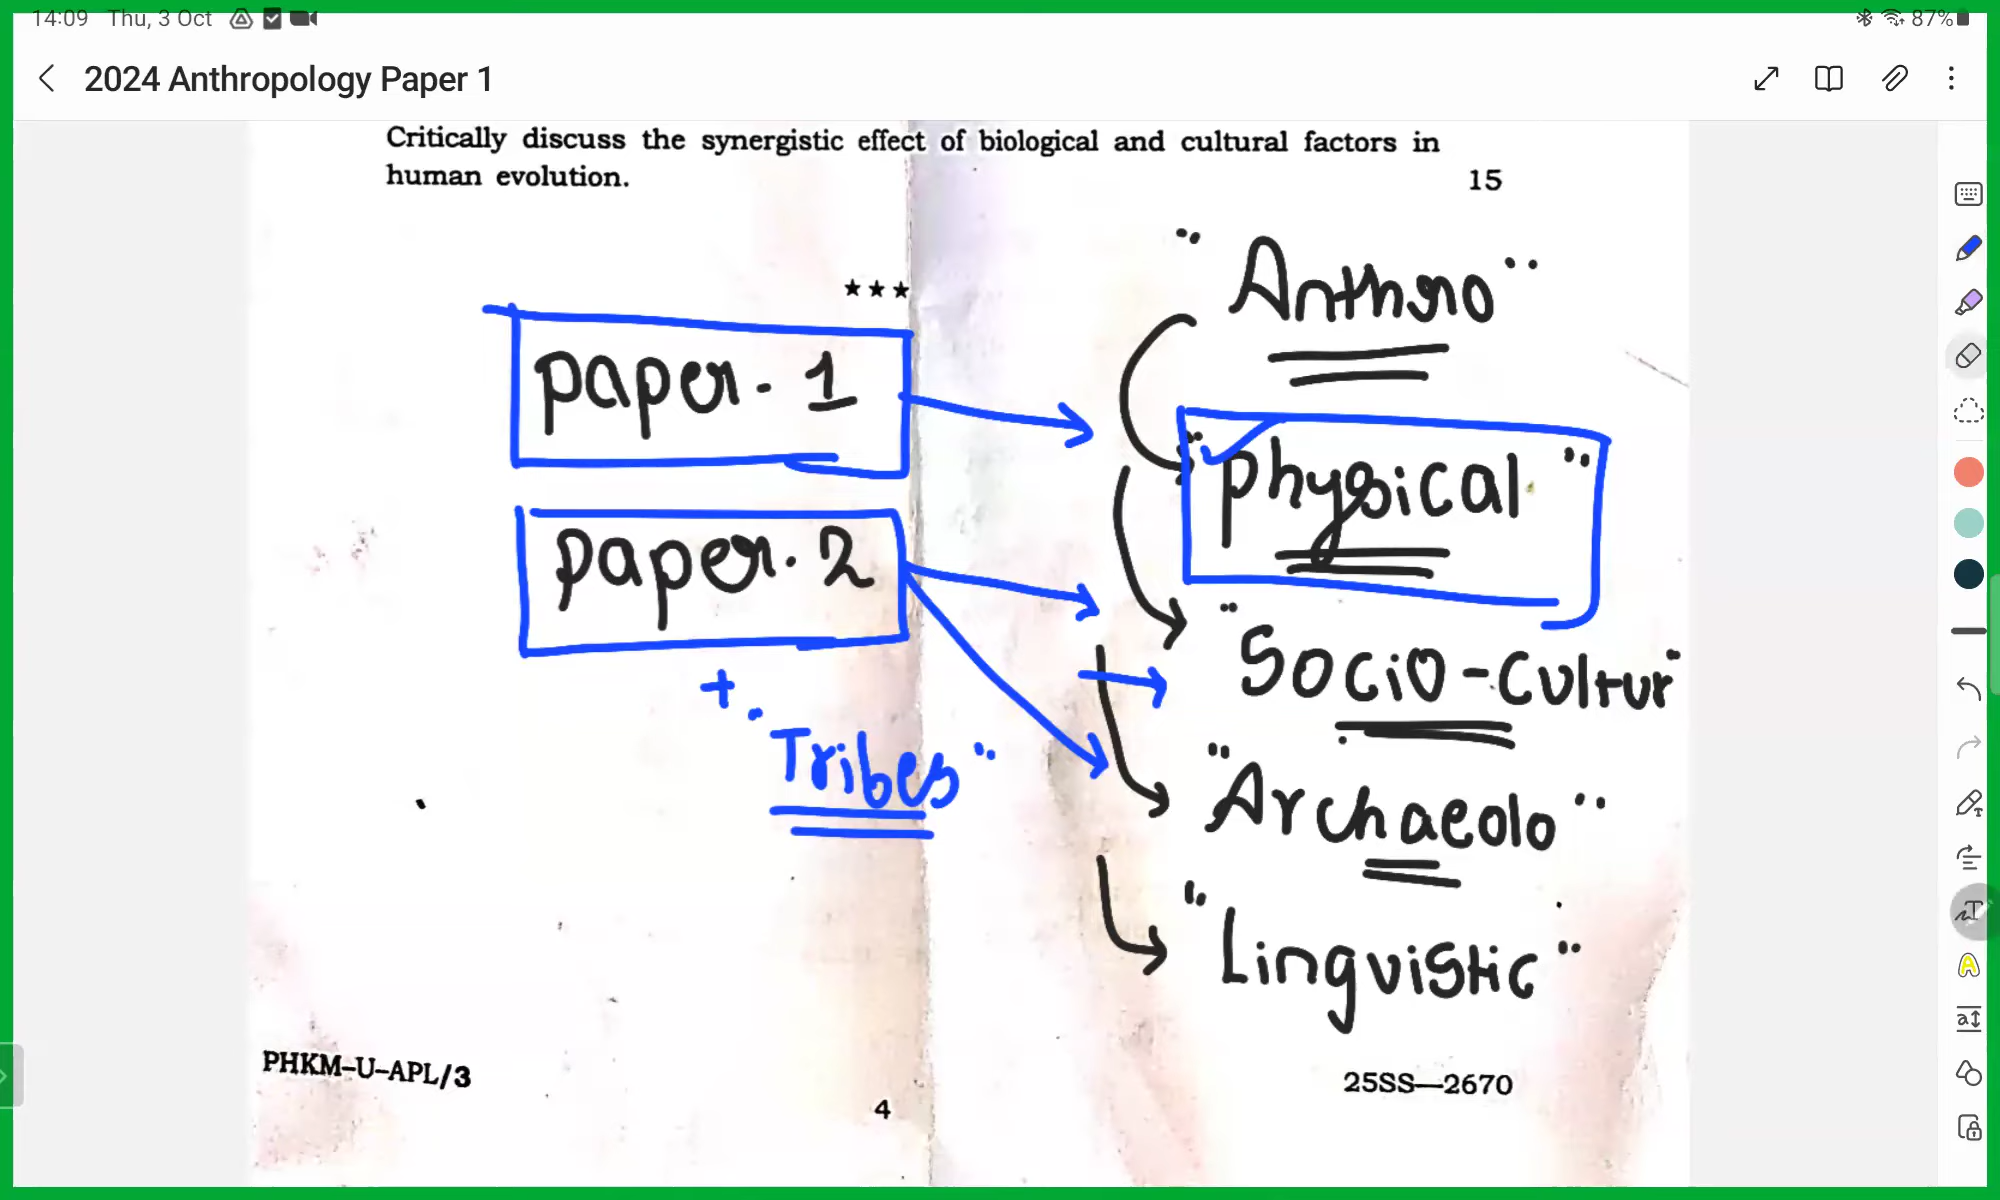 14:09 Thu, 3 Oct
87%
2024 Anthropology Paper 1
Critically discuss the synergistic effect of biological and cultural factors in
human evolution.
15
★★★
"Anthro"
paper-1
"Physical"
paper.2
"Socio-Cultur"
+
"Tribes"
"Archaeolo"
"Linguistic"
PHKM–U–APL/3
4
25SS—2670